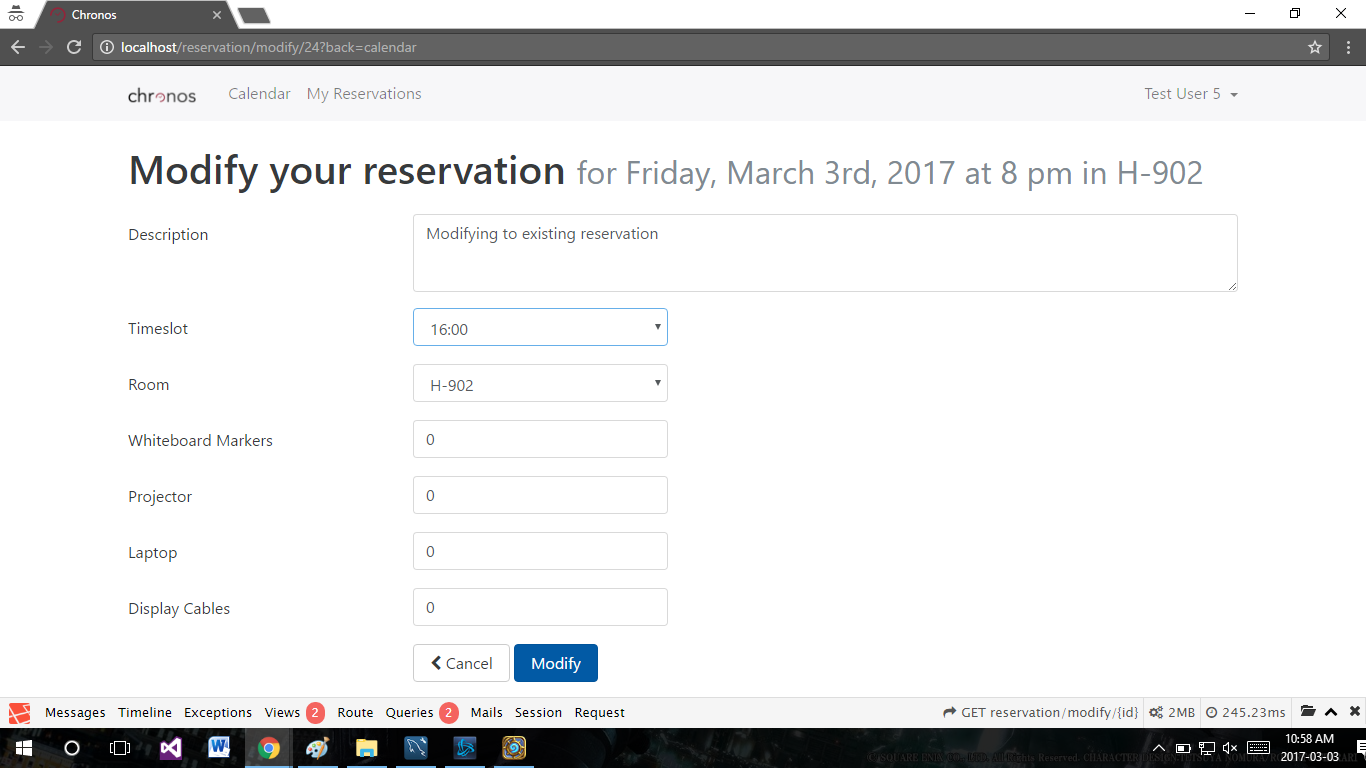 Chronos
localhost/reservation/modify/24?back=calendar
chronos Calendar My Reservations Test User 5
Modify your reservation for Friday, March 3rd, 2017 at 8 pm in H-902
Description Modifying to existing reservation
Timeslot 16:00
Room H-902
Whiteboard Markers 0
Projector 0
Laptop 0
Display Cables 0
Cancel Modify
Messages Timeline Exceptions Views 2 Route Queries 2 Mails Session Request GET reservation/modify/{id} 2MB 245.23ms
10:58 AM
2017-03-03